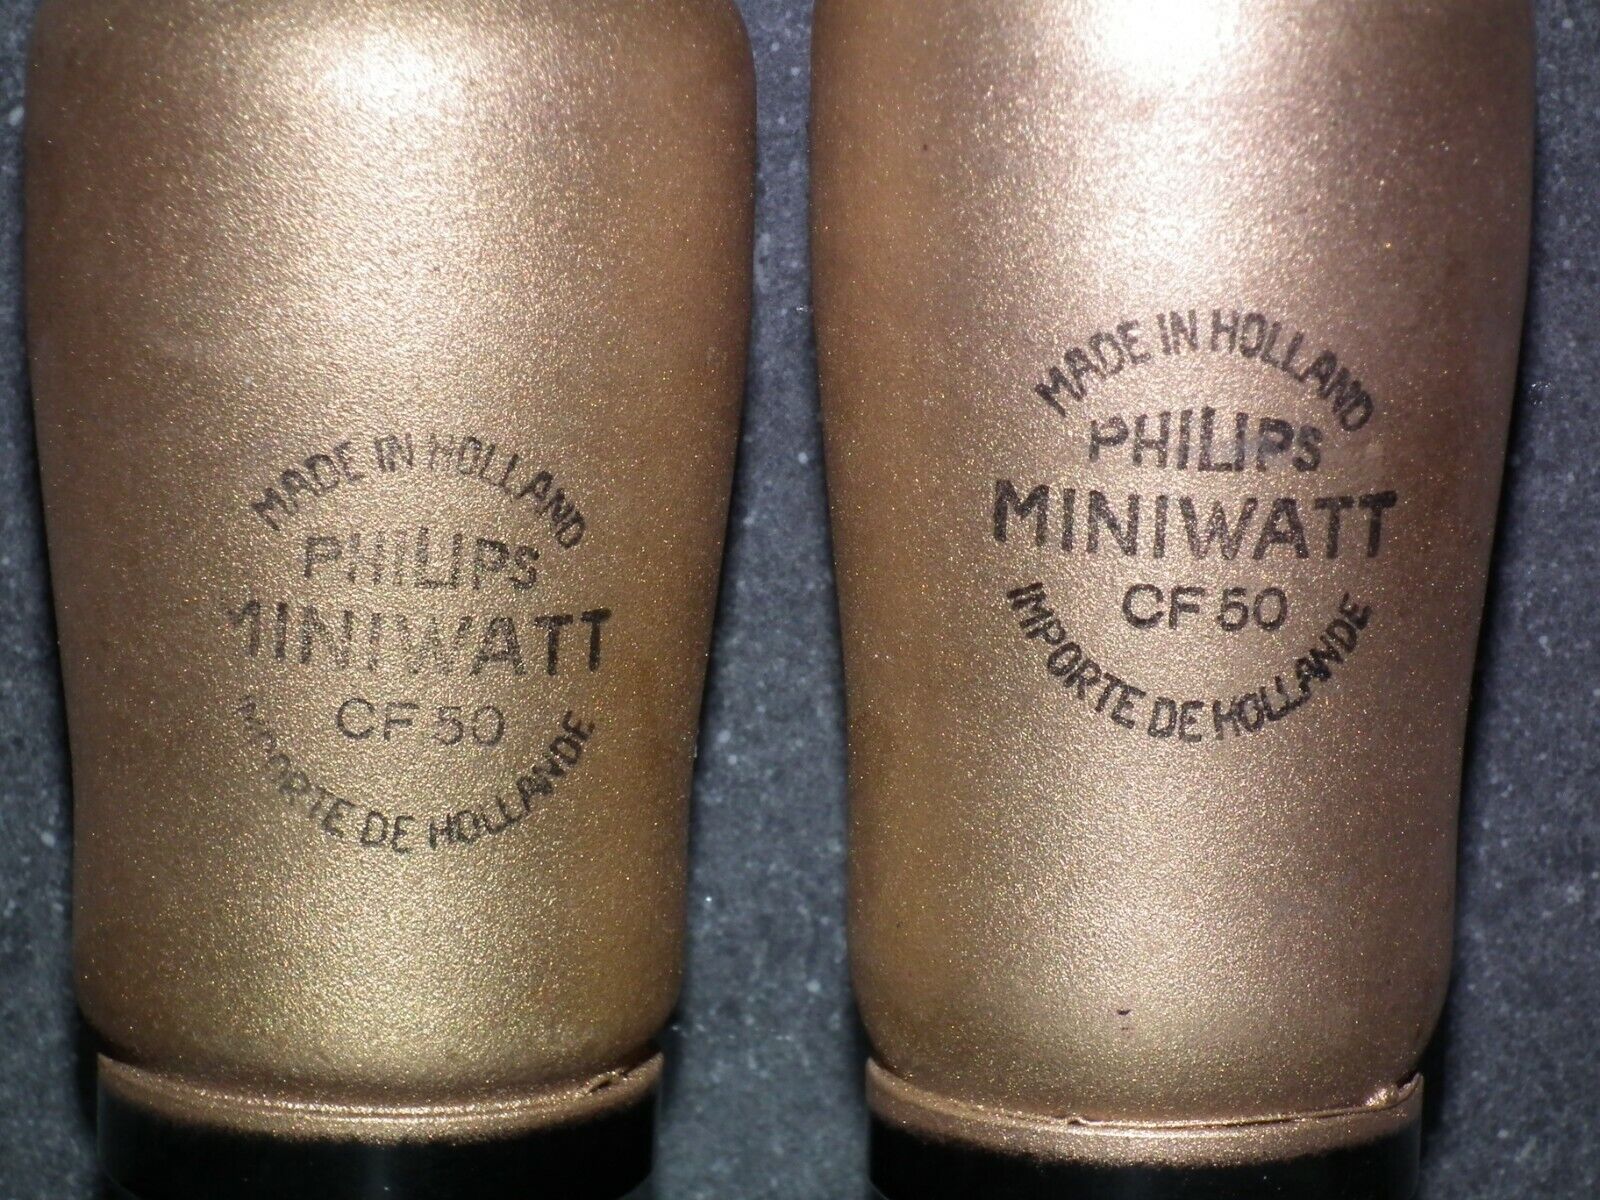 MADE IN HOLLAND
PHILIPS
MINIWATT
CF 50
IMPORTE DE HOLLANDE
MADE IN HOLLAND
PHILIPS
MINIWATT
CF 50
IMPORTE DE HOLLANDE